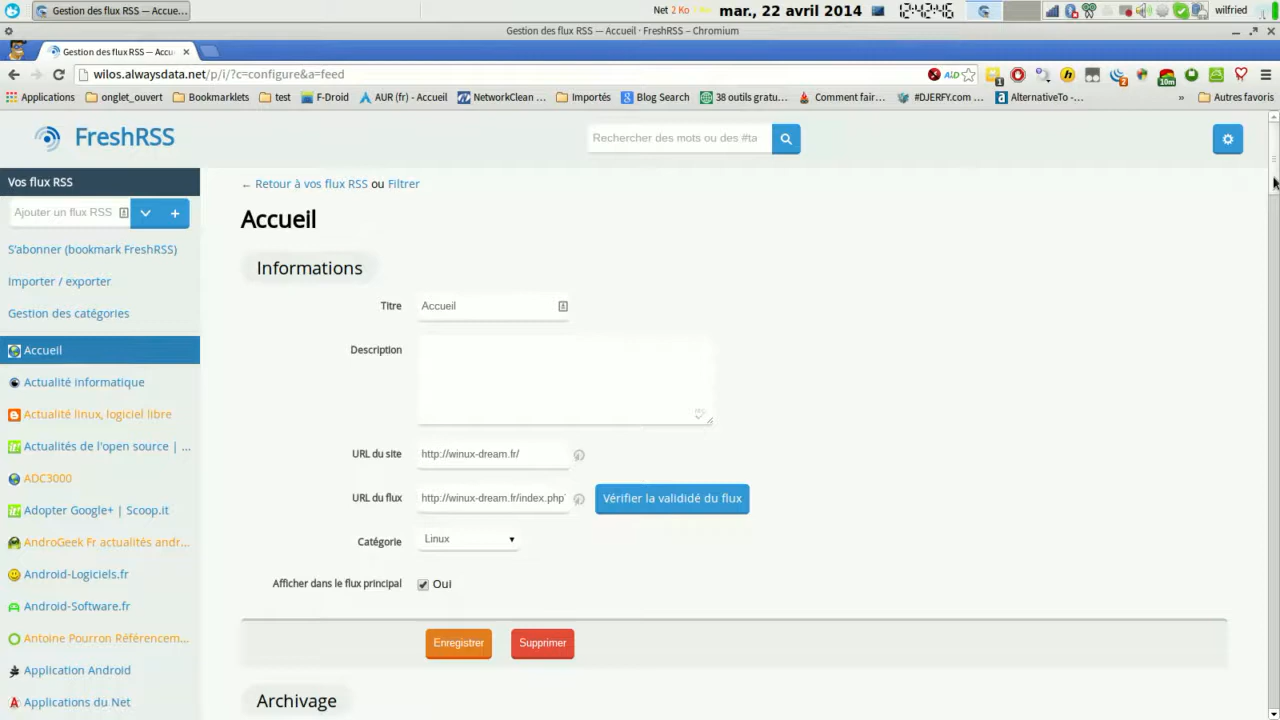 Gestion des flux RSS — Accue...
Net 2 Ko
mar., 22 avril 2014
12:42:46
wilfried
Gestion des flux RSS — Accueil · FreshRSS – Chromium
Gestion des flux RSS — Accu
wilos.alwaysdata.net/p/i/?c=configure&a=feed
Applications
onglet_ouvert
Bookmarklets
test
F-Droid
AUR (fr) - Accueil
NetworkClean ...
Importés
Blog Search
38 outils gratu...
Comment fair...
#DJERFY.com ...
AlternativeTo -...
»
Autres favoris
FreshRSS
Rechercher des mots ou des #ta
Vos flux RSS
Ajouter un flux RSS
S'abonner (bookmark FreshRSS)
Importer / exporter
Gestion des catégories
Accueil
Actualité informatique
Actualité linux, logiciel libre
Actualités de l'open source | ...
ADC3000
Adopter Google+ | Scoop.it
AndroGeek Fr actualités andr...
Android-Logiciels.fr
Android-Software.fr
Antoine Pourron Référencem...
Application Android
Applications du Net
← Retour à vos flux RSS ou Filtrer
Accueil
Informations
Titre
Accueil
Description
URL du site
http://winux-dream.fr/
URL du flux
http://winux-dream.fr/index.php?
Vérifier la validité du flux
Catégorie
Linux
Afficher dans le flux principal
Oui
Enregistrer
Supprimer
Archivage